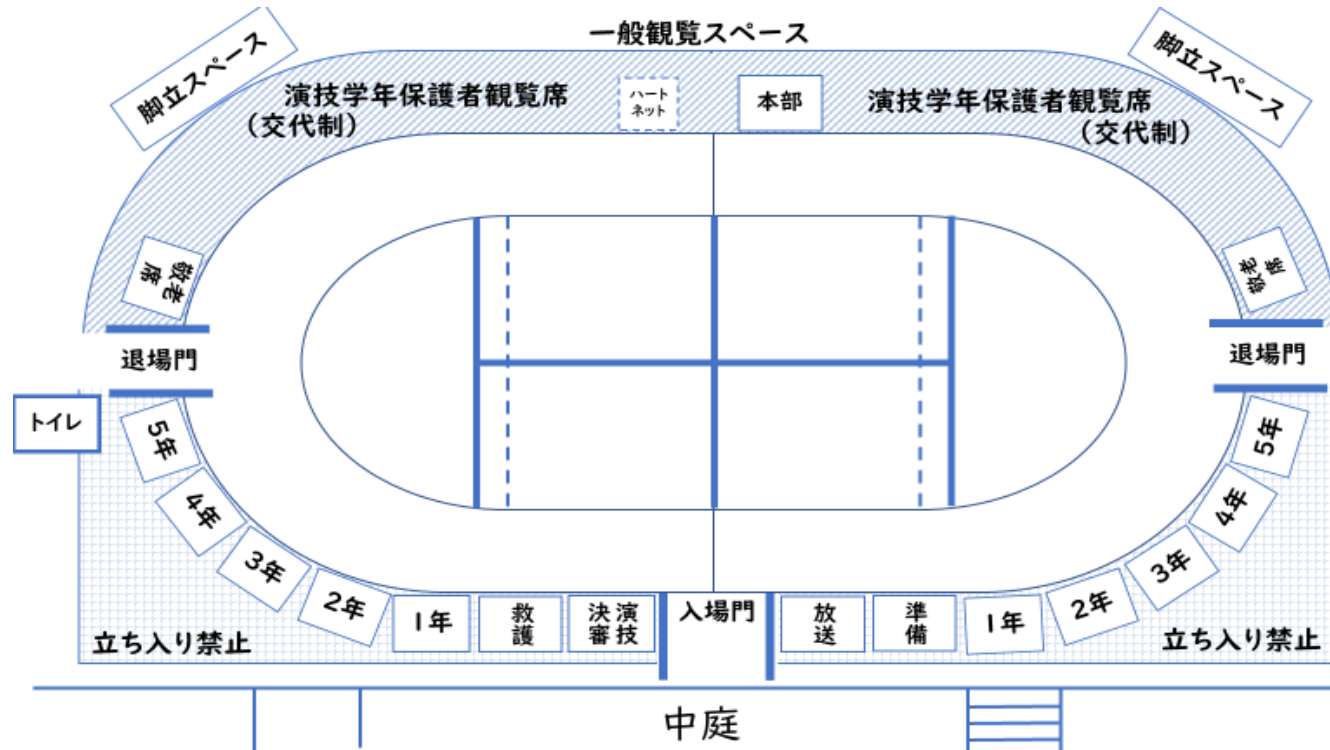 一般観覧スペース
脚立スペース
脚立スペース
演技学年保護者観覧席
（交代制）
ハート
ネット
本部
演技学年保護者観覧席
（交代制）
敬老
席
敬老
席
退場門
退場門
トイレ
5年
5年
4年
4年
3年
3年
2年
2年
1年
救護
演技
決審
入場門
放送
準備
1年
立ち入り禁止
立ち入り禁止
中庭